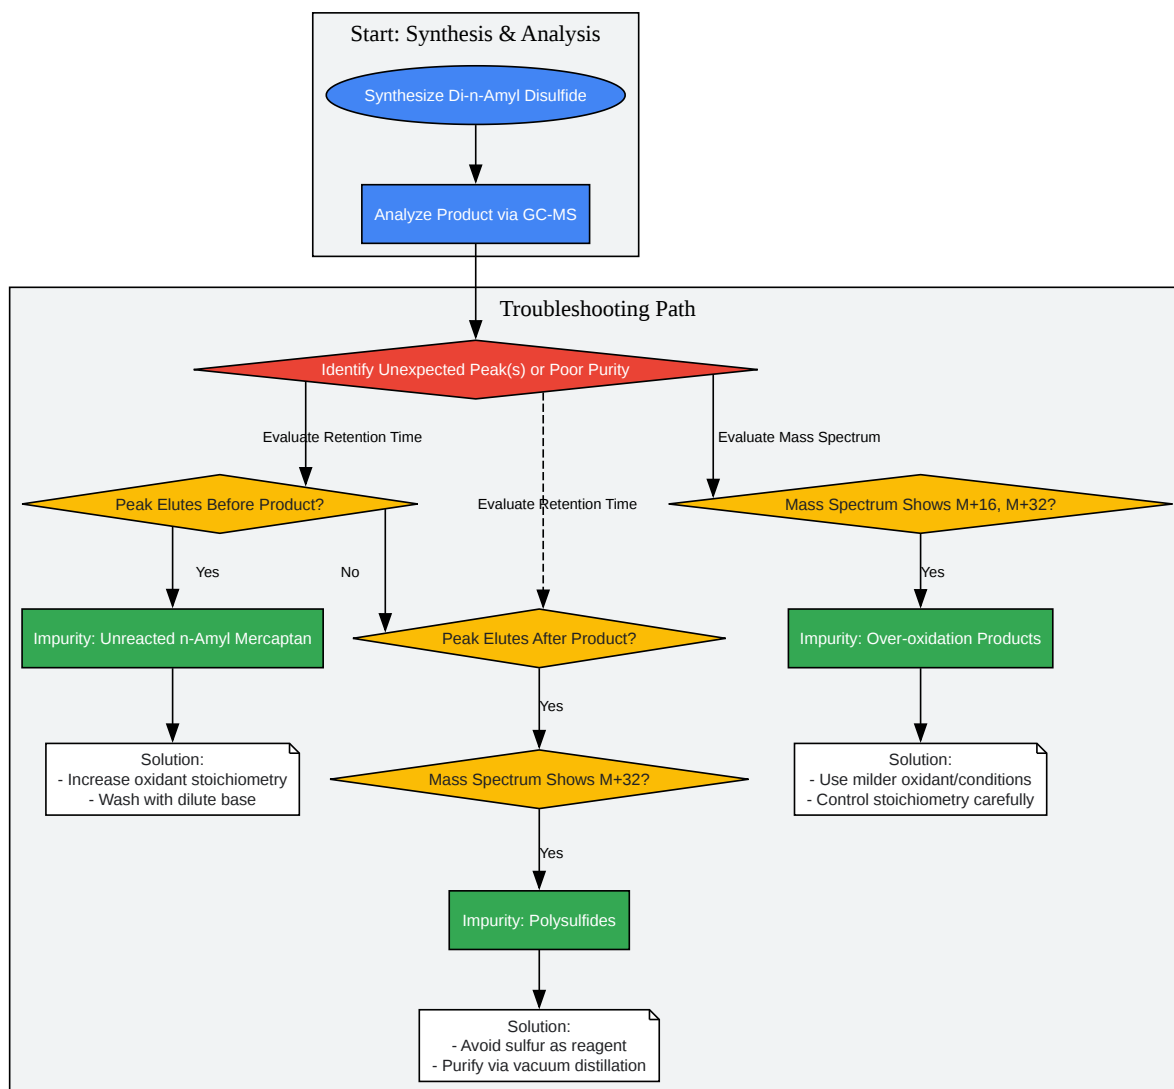 Start: Synthesis & Analysis
Synthesize Di-n-Amyl Disulfide
Analyze Product via GC-MS
Troubleshooting Path
Identify Unexpected Peak(s) or Poor Purity
Evaluate Retention Time
Evaluate Mass Spectrum
Evaluate Retention Time
Peak Elutes Before Product?
Mass Spectrum Shows M+16, M+32?
Yes
No
Yes
Impurity: Unreacted n-Amyl Mercaptan
Peak Elutes After Product?
Impurity: Over-oxidation Products
Yes
Solution:
- Increase oxidant stoichiometry
- Wash with dilute base
Mass Spectrum Shows M+32?
Solution:
- Use milder oxidant/conditions
- Control stoichiometry carefully
Yes
Impurity: Polysulfides
Solution:
- Avoid sulfur as reagent
- Purify via vacuum distillation